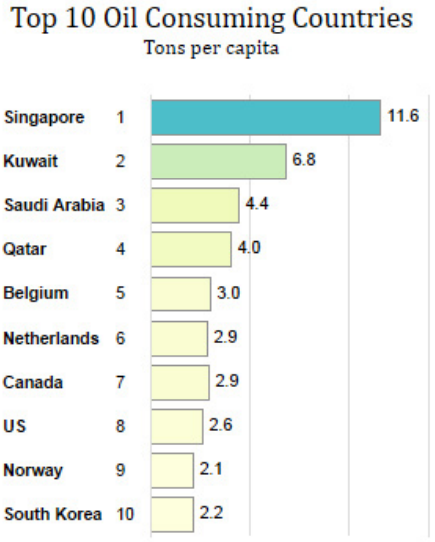 Top 10 Oil Consuming Countries
Tons per capita
Singapore 1 11.6
Kuwait 2 6.8
Saudi Arabia 3 4.4
Qatar 4 4.0
Belgium 5 3.0
Netherlands 6 2.9
Canada 7 2.9
US 8 2.6
Norway 9 2.1
South Korea 10 2.2